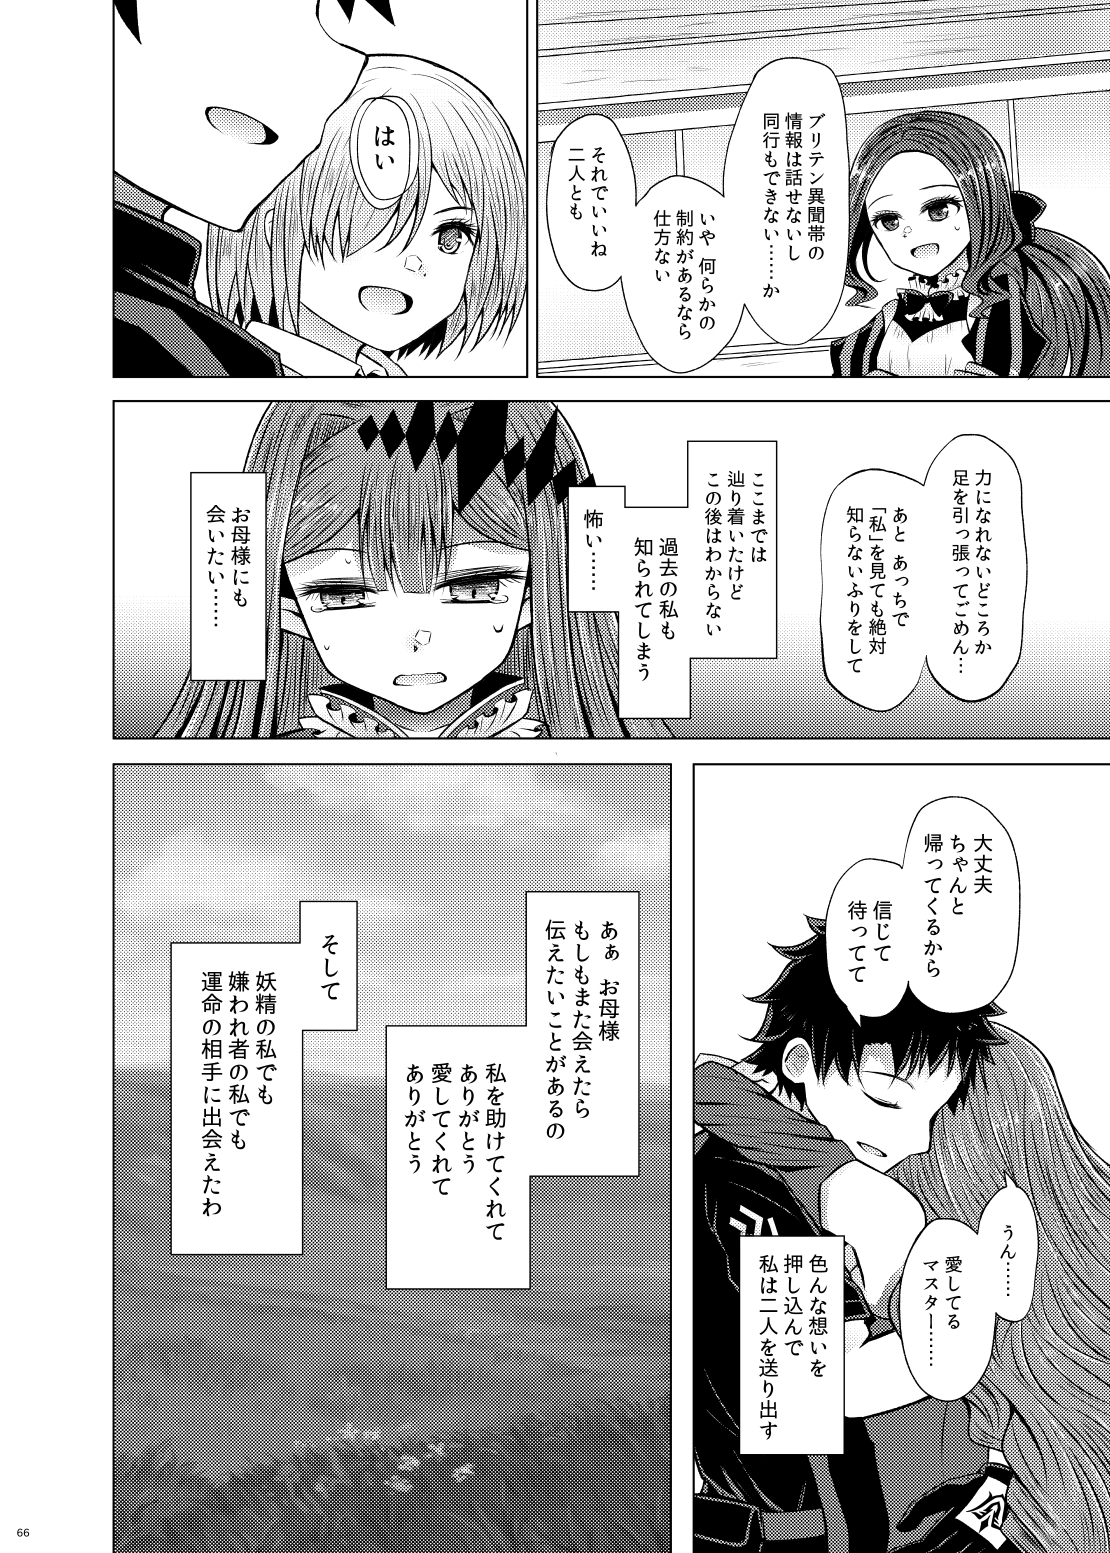 ブリテン異聞帯の
情報は話せないし
同行もできない……か
いや 何らかの
制約があるなら
仕方ない
それでいいね
二人とも
はい
力になれないどころか
足を引っ張ってごめん…
あと あっちで
「私」を見ても絶対
知らないふりをして
ここまでは
辿り着いたけど
この後はわからない
過去の私も
知られてしまう
怖い……
お母様にも
会いたい……
大丈夫
ちゃんと
帰ってくるから
信じて
待ってて
うん……
愛してる
マスター……
色んな想いを
押し込んで
私は二人を送り出す
あぁ お母様
もしもまた会えたら
伝えたいことがあるの
私を助けてくれて
ありがとう
愛してくれて
ありがとう
そして
妖精の私でも
嫌われ者の私でも
運命の相手に出会えたわ
66